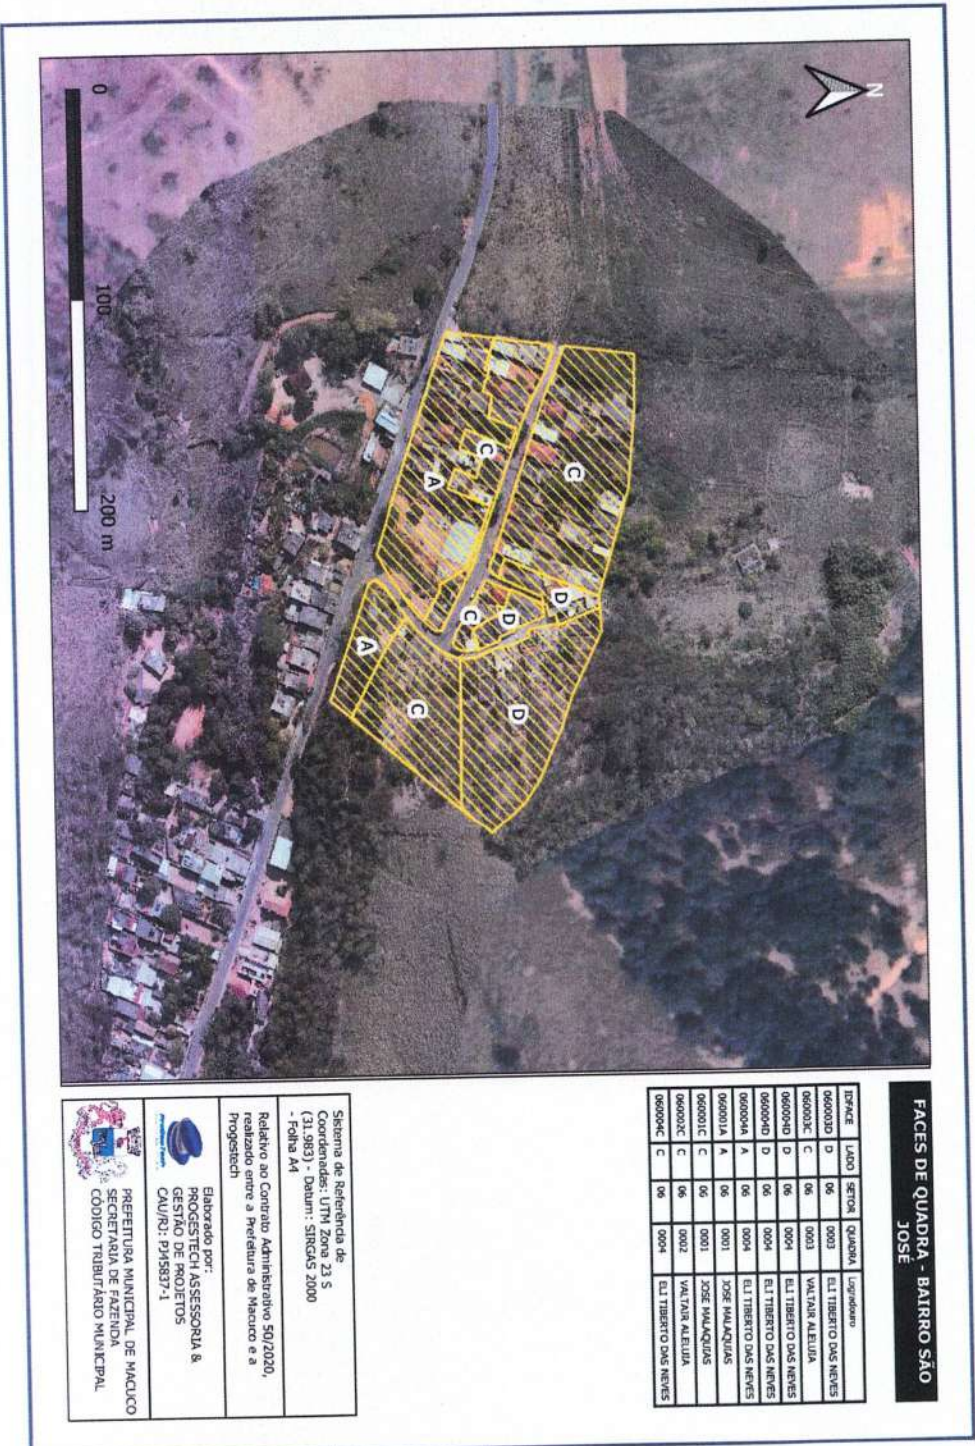 N
0
100
200 m
C
C
A
D
D
C
A
C
D
FACES DE QUADRA - BAIRRO SÃO
JOSÉ
IDFACE LADO SETOR QUADRA Logradouro
060003D D 06 0003 ELI TIBERTO DAS NEVES
060003C C 06 0003 VALTAIR ALELUIA
060004D D 06 0004 ELI TIBERTO DAS NEVES
060004D D 06 0004 ELI TIBERTO DAS NEVES
060004A A 06 0004 ELI TIBERTO DAS NEVES
060001A A 06 0001 JOSE MALAQUIAS
060001C C 06 0001 JOSE MALAQUIAS
060002C C 06 0002 VALTAIR ALELUIA
060004C C 06 0004 ELI TIBERTO DAS NEVES
Sistema de Referência de
Coordenadas: UTM Zona 23 S
(31.983) - Datum: SIRGAS 2000
- Folha A4
Relativo ao Contrato Administrativo 50/2020,
realizado entre a Prefeitura de Macuco e a
Progestech
Elaborado por:
PROGESTECH ASSESSORIA &
GESTÃO DE PROJETOS
CAU/RJ: PJ45837-1
PREFEITURA MUNICIPAL DE MACUCO
SECRETARIA DE FAZENDA
CÓDIGO TRIBUTÁRIO MUNICIPAL